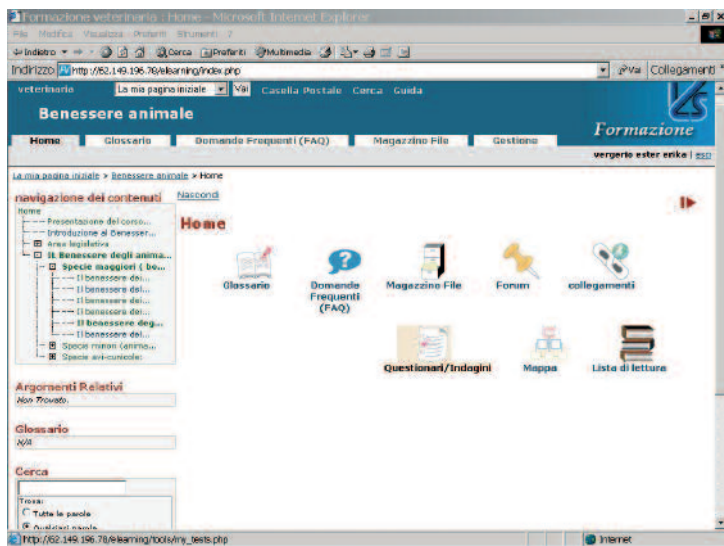 Formazione veterinaria : Home - Microsoft Internet Explorer
File Modifica Visualizza Preferiti Strumenti ?
Indietro Cerca Preferiti Multimedia
Indirizzo http://62.149.196.78/elearning/index.php Vai Collegamenti
veterinaria La mia pagina iniziale Vai Casella Postale Cerca Guida
Benessere animale
Formazione
Home Glossario Domande Frequenti (FAQ) Magazzino File Gestione
vergerio ester erika | esci
La mia pagina iniziale > Benessere animale > Home
navigazione dei contenuti Nascondi
Home
Presentazione del corso...
Introduzione al Benesser...
Area legislativa
Il Benessere degli anima...
Specie maggiori ( bo...
Il benessere dei...
Il benessere del...
Il benessere dei...
Il benessere del...
Il benessere deg...
Il benessere del...
Specie minori (anima...
Specie avi-cunicole:
Home
Glossario
Domande Frequenti (FAQ)
Magazzino File
Forum
collegamenti
Questionari/Indagini
Mappa
Lista di lettura
Argomenti Relativi
Non Trovato.
Glossario
N/A
Cerca
Trova:
Tutte le parole
Qualsiasi parola
http://62.149.196.78/elearning/tools/my_tests.php Internet